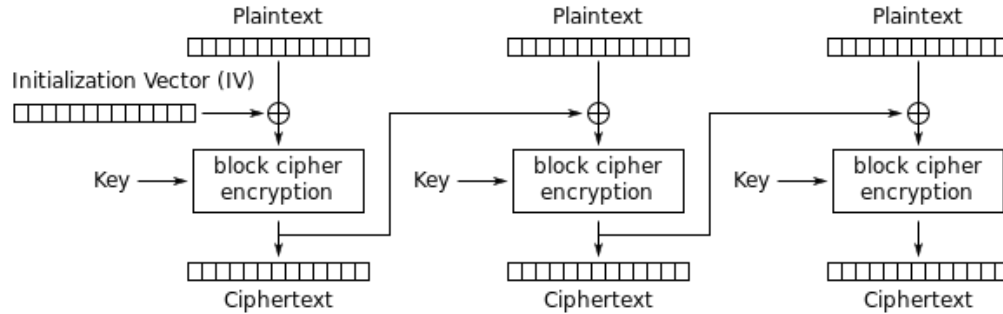 Plaintext
Plaintext
Plaintext
Initialization Vector (IV)
Key
block cipher
encryption
Key
block cipher
encryption
Key
block cipher
encryption
Ciphertext
Ciphertext
Ciphertext